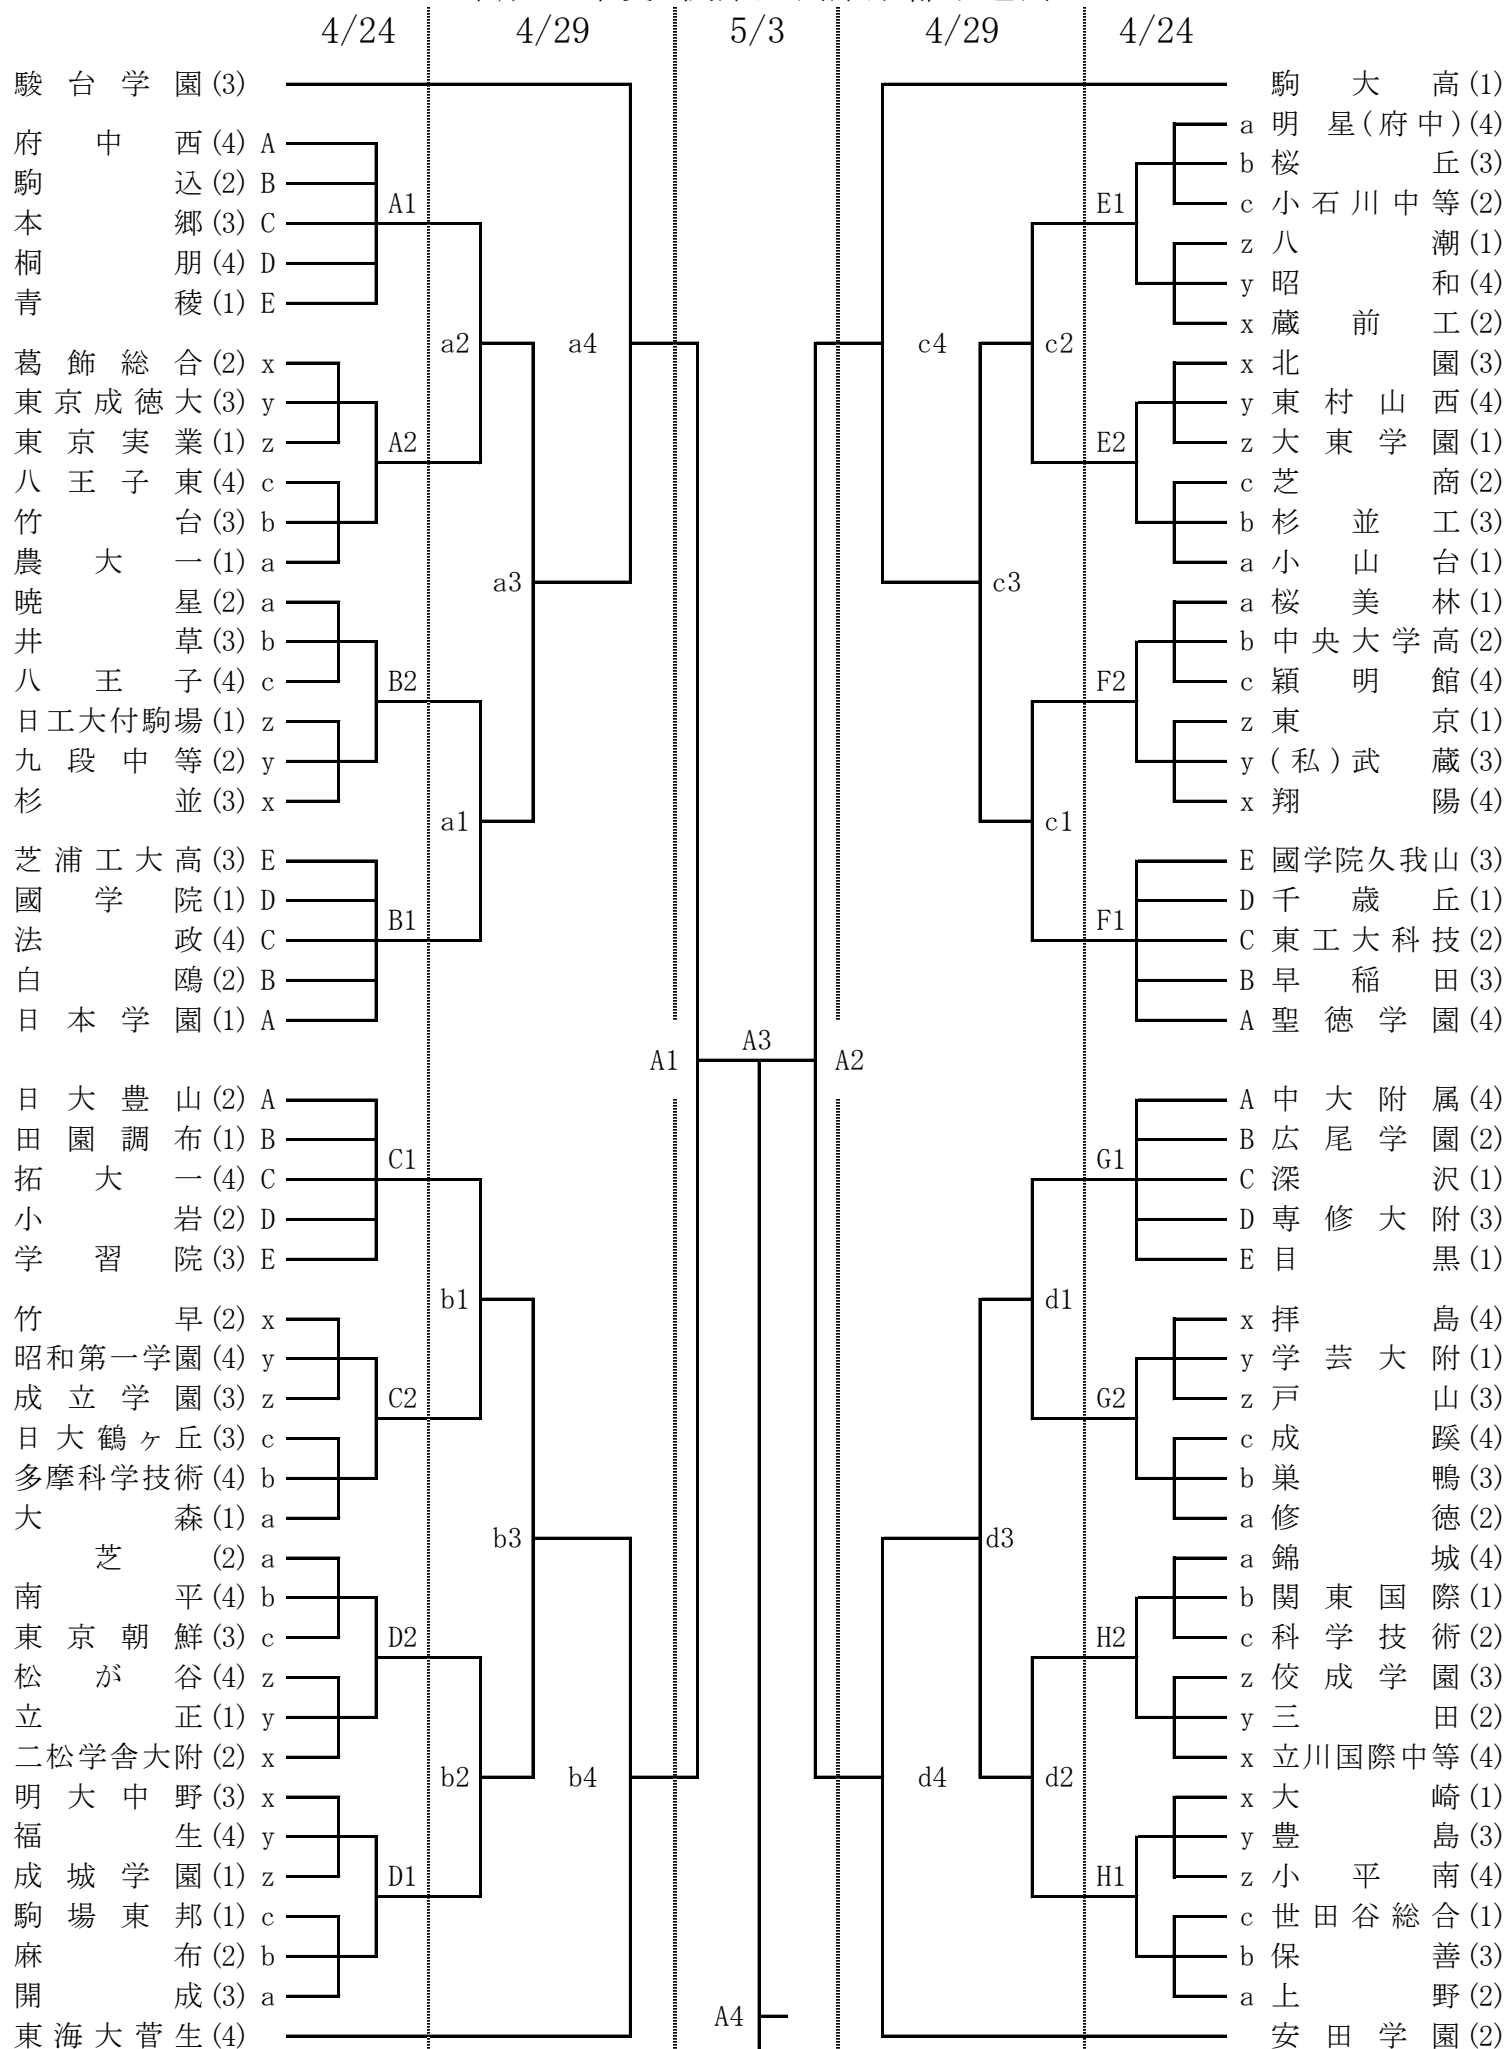 4/24 4/29 5/3 4/29 4/24
駿台学園(3)
府中西(4) A
駒込(2) B
A1
本郷(3) C
桐朋(4) D
青稜(1) E
a2 a4
葛飾総合(2) x
東京成徳大(3) y
東京実業(1) z
A2
八王子東(4) c
竹台(3) b
農大一(1) a
a3
暁星(2) a
井草(3) b
八王子(4) c
B2
日工大付駒場(1) z
九段中等(2) y
杉並(3) x
a1
芝浦工大高(3) E
國学院(1) D
B1
法政(4) C
白鴎(2) B
日本学園(1) A
日大豊山(2) A
田園調布(1) B
C1
拓大一(4) C
小岩(2) D
学習院(3) E
b1
竹早(2) x
昭和第一学園(4) y
成立学園(3) z
C2
日大鶴ヶ丘(3) c
多摩科学技術(4) b
大森(1) a
b3
芝(2) a
南平(4) b
東京朝鮮(3) c
D2
松が谷(4) z
立正(1) y
二松学舎大附(2) x
b2 b4
明大中野(3) x
福生(4) y
成城学園(1) z
D1
駒場東邦(1) c
麻布(2) b
開成(3) a
東海大菅生(4)
A1 A3 A2
A4
駒大高(1)
a 明星(府中)(4)
b 桜丘(3)
c 小石川中等(2)
E1
z 八潮(1)
y 昭和(4)
x 蔵前工(2)
c4 c2
x 北園(3)
y 東村山西(4)
z 大東学園(1)
E2
c 芝商(2)
b 杉並工(3)
a 小山台(1)
c3
a 桜美林(1)
b 中央大学高(2)
c 穎明館(4)
F2
z 東京(1)
y (私)武蔵(3)
x 翔陽(4)
c1
E 國学院久我山(3)
D 千歳丘(1)
F1
C 東工大科技(2)
B 早稲田(3)
A 聖徳学園(4)
A 中大附属(4)
B 広尾学園(2)
G1
C 深沢(1)
D 専修大附(3)
E 目黒(1)
d1
x 拝島(4)
y 学芸大附(1)
z 戸山(3)
G2
c 成蹊(4)
b 巣鴨(3)
a 修徳(2)
d3
a 錦城(4)
b 関東国際(1)
c 科学技術(2)
H2
z 佼成学園(3)
y 三田(2)
x 立川国際中等(4)
d4 d2
x 大崎(1)
y 豊島(3)
z 小平南(4)
H1
c 世田谷総合(1)
b 保善(3)
a 上野(2)
安田学園(2)